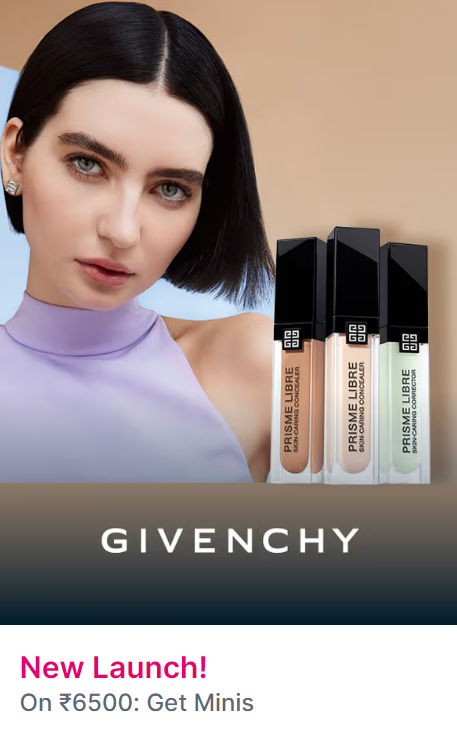 PRISME LIBRE
SKIN-CARING CONCEALER
PRISME LIBRE
SKIN-CARING CONCEALER
PRISME LIBRE
SKIN-CARING CORRECTOR
GIVENCHY
New Launch!
On ₹6500: Get Minis